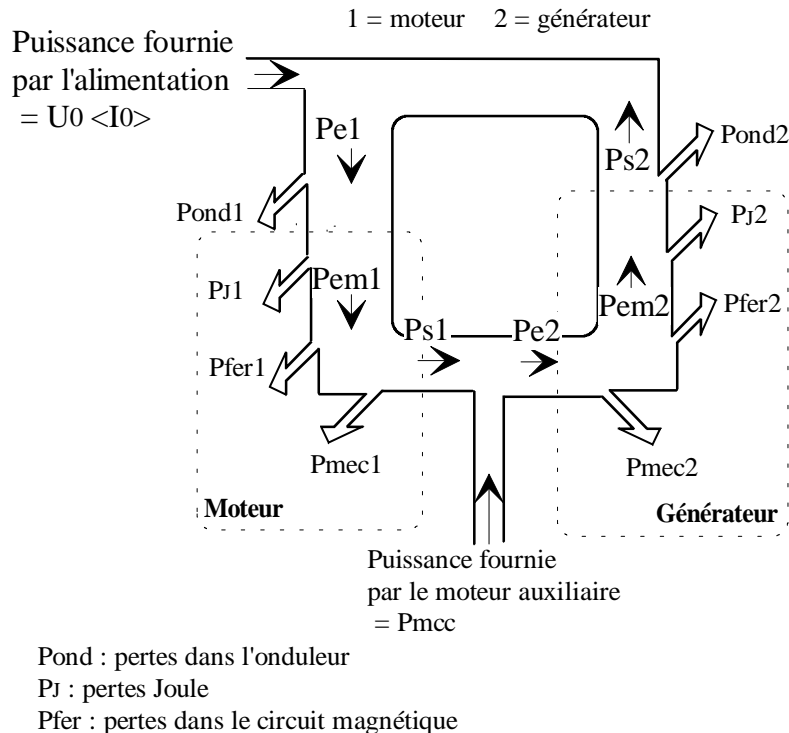 1 = moteur 2 = générateur
Puissance fournie
par l'alimentation
= U0 <I0>
Pe1
Ps2
Pond2
Pond1
PJ2
PJ1
Pem1
Pem2
Pfer2
Ps1
Pe2
Pfer1
Pmec1
Pmec2
Moteur
Générateur
Puissance fournie
par le moteur auxiliaire
= Pmcc
Pond : pertes dans l'onduleur
PJ : pertes Joule
Pfer : pertes dans le circuit magnétique